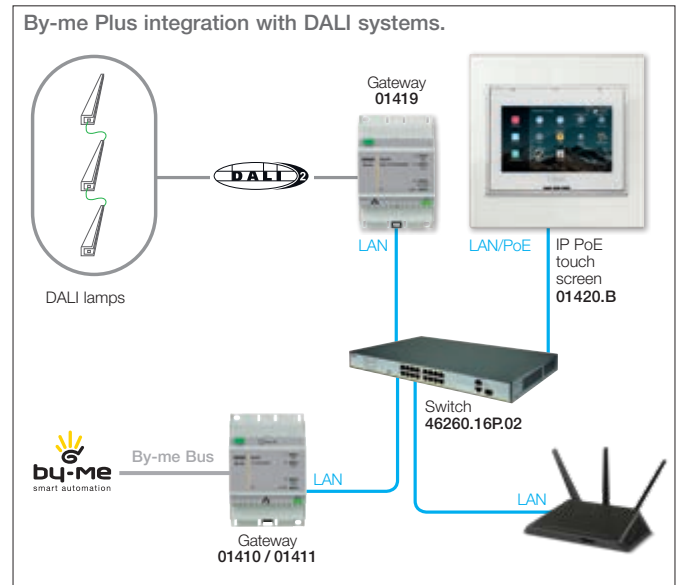 By-me Plus integration with DALI systems.
Gateway
01419
DALI 2
LAN
LAN/PoE
IP PoE
touch
screen
01420.B
DALI lamps
Switch
46260.16P.02
by-me
smart automation
By-me Bus
LAN
LAN
Gateway
01410 / 01411